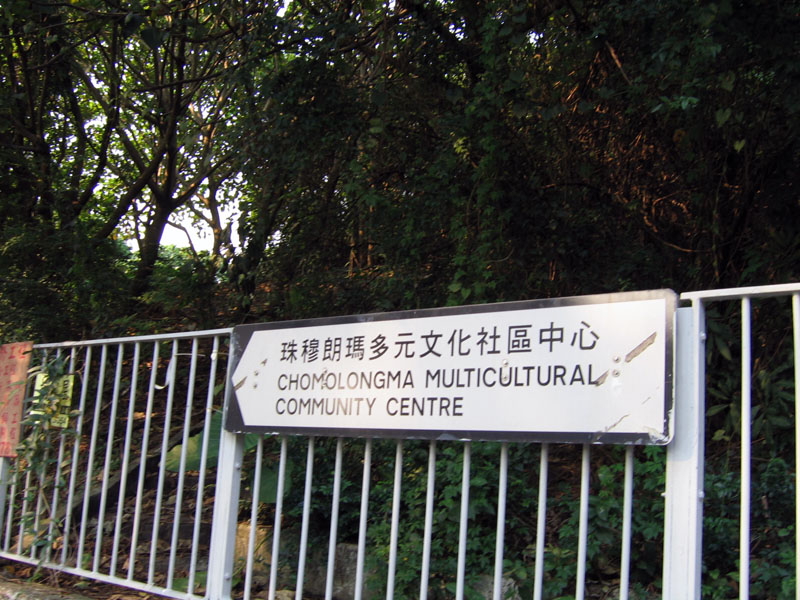 珠穆朗瑪多元文化社區中心
CHOMOLONGMA MULTICULTURAL
COMMUNITY CENTRE